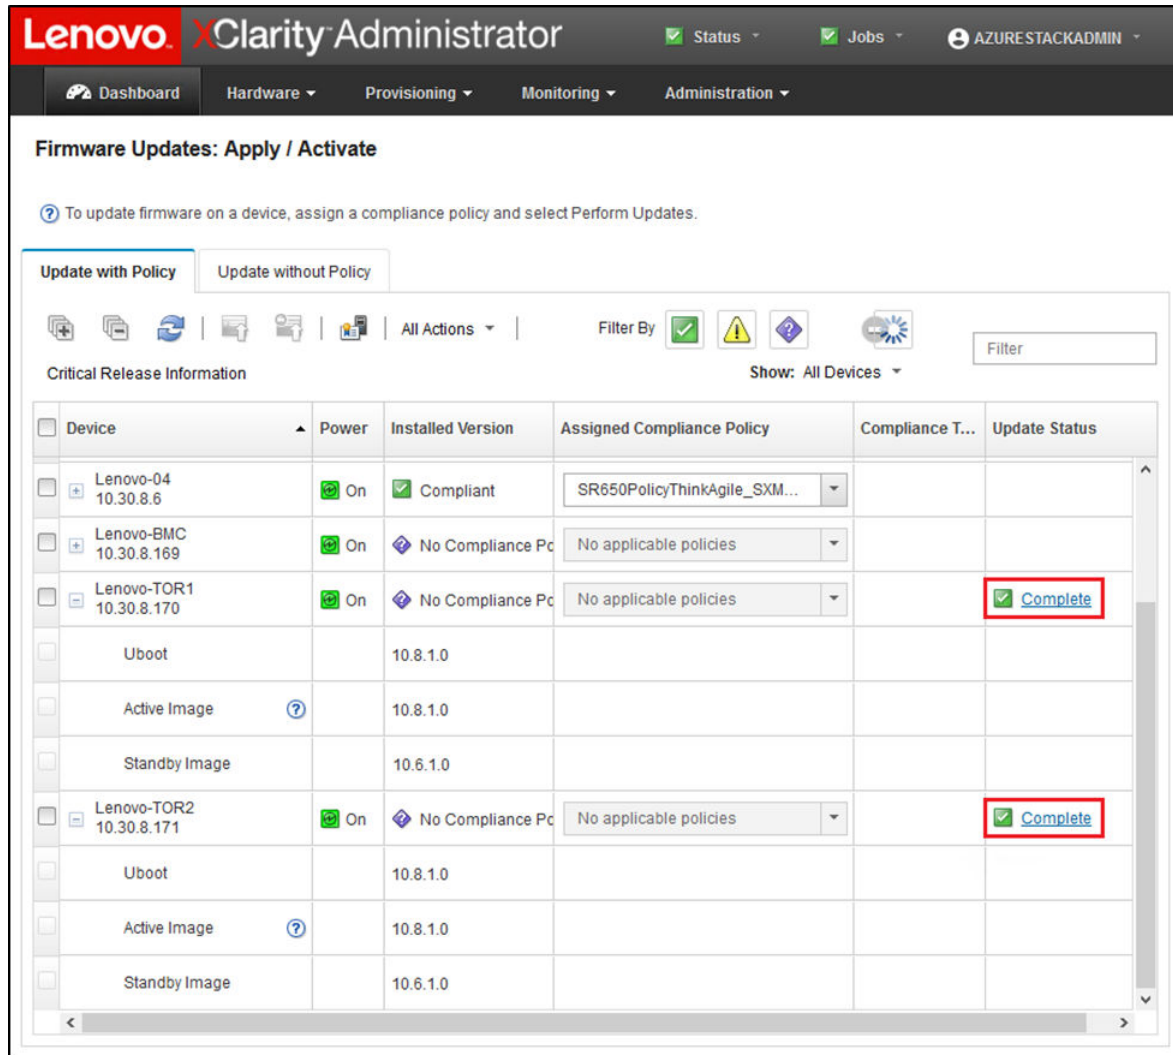 Lenovo. XClarity Administrator
Status
Jobs
AZURESTACKADMIN
Dashboard Hardware Provisioning Monitoring Administration
Firmware Updates: Apply / Activate
? To update firmware on a device, assign a compliance policy and select Perform Updates.
Update with Policy Update without Policy
All Actions
Filter By
Filter
Critical Release Information
Show: All Devices
Device Power Installed Version Assigned Compliance Policy Compliance T... Update Status
Lenovo-04
10.30.8.6
On Compliant SR650PolicyThinkAgile_SXM...
Lenovo-BMC
10.30.8.169
On No Compliance Po No applicable policies
Lenovo-TOR1
10.30.8.170
On No Compliance Po No applicable policies Complete
Uboot 10.8.1.0
Active Image ? 10.8.1.0
Standby Image 10.6.1.0
Lenovo-TOR2
10.30.8.171
On No Compliance Po No applicable policies Complete
Uboot 10.8.1.0
Active Image ? 10.8.1.0
Standby Image 10.6.1.0